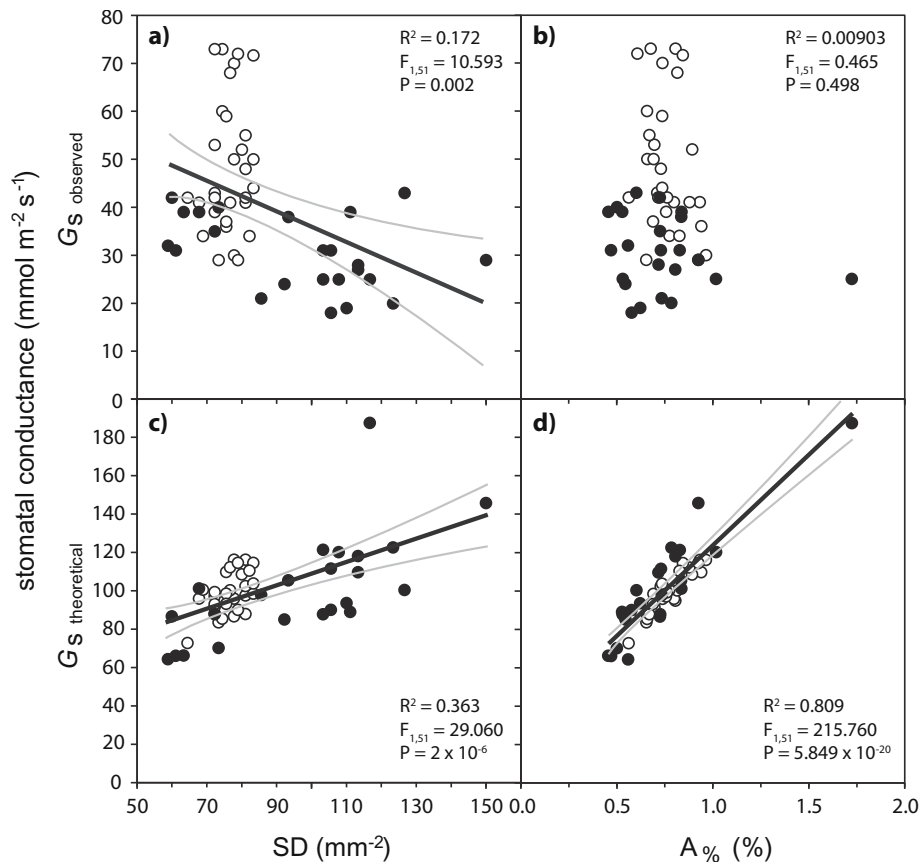 a)
R² = 0.172
F₁,₅₁ = 10.593
P = 0.002
b)
R² = 0.00903
F₁,₅₁ = 0.465
P = 0.498
80
70
60
50
40
30
20
10
0
G_S observed
stomatal conductance (mmol m⁻² s⁻¹)
c)
R² = 0.363
F₁,₅₁ = 29.060
P = 2 x 10⁻⁶
d)
R² = 0.809
F₁,₅₁ = 215.760
P = 5.849 x 10⁻²⁰
180
160
140
120
100
80
60
40
20
0
G_S theoretical
50 70 90 110 130 150
0.0 0.5 1.0 1.5 2.0
SD (mm⁻²)
A% (%)